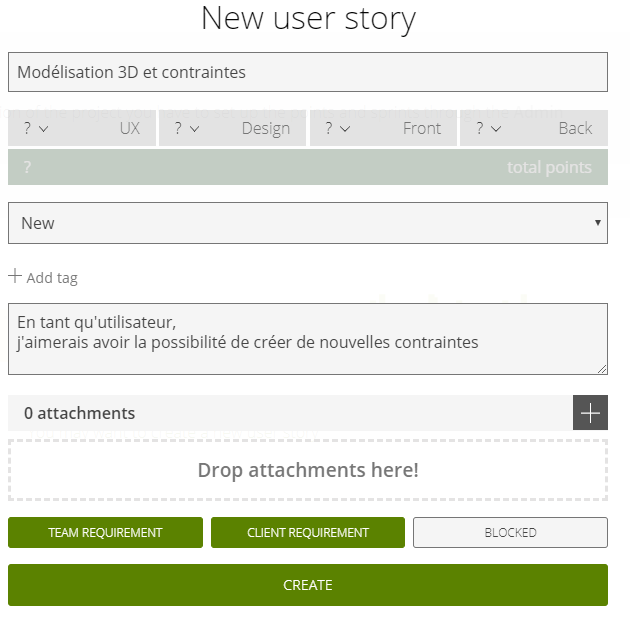 New user story
Modélisation 3D et contraintes
? UX ? Design ? Front ? Back
? total points
New
Add tag
En tant qu'utilisateur,
j'aimerais avoir la possibilité de créer de nouvelles contraintes
0 attachments
Drop attachments here!
TEAM REQUIREMENT CLIENT REQUIREMENT BLOCKED
CREATE